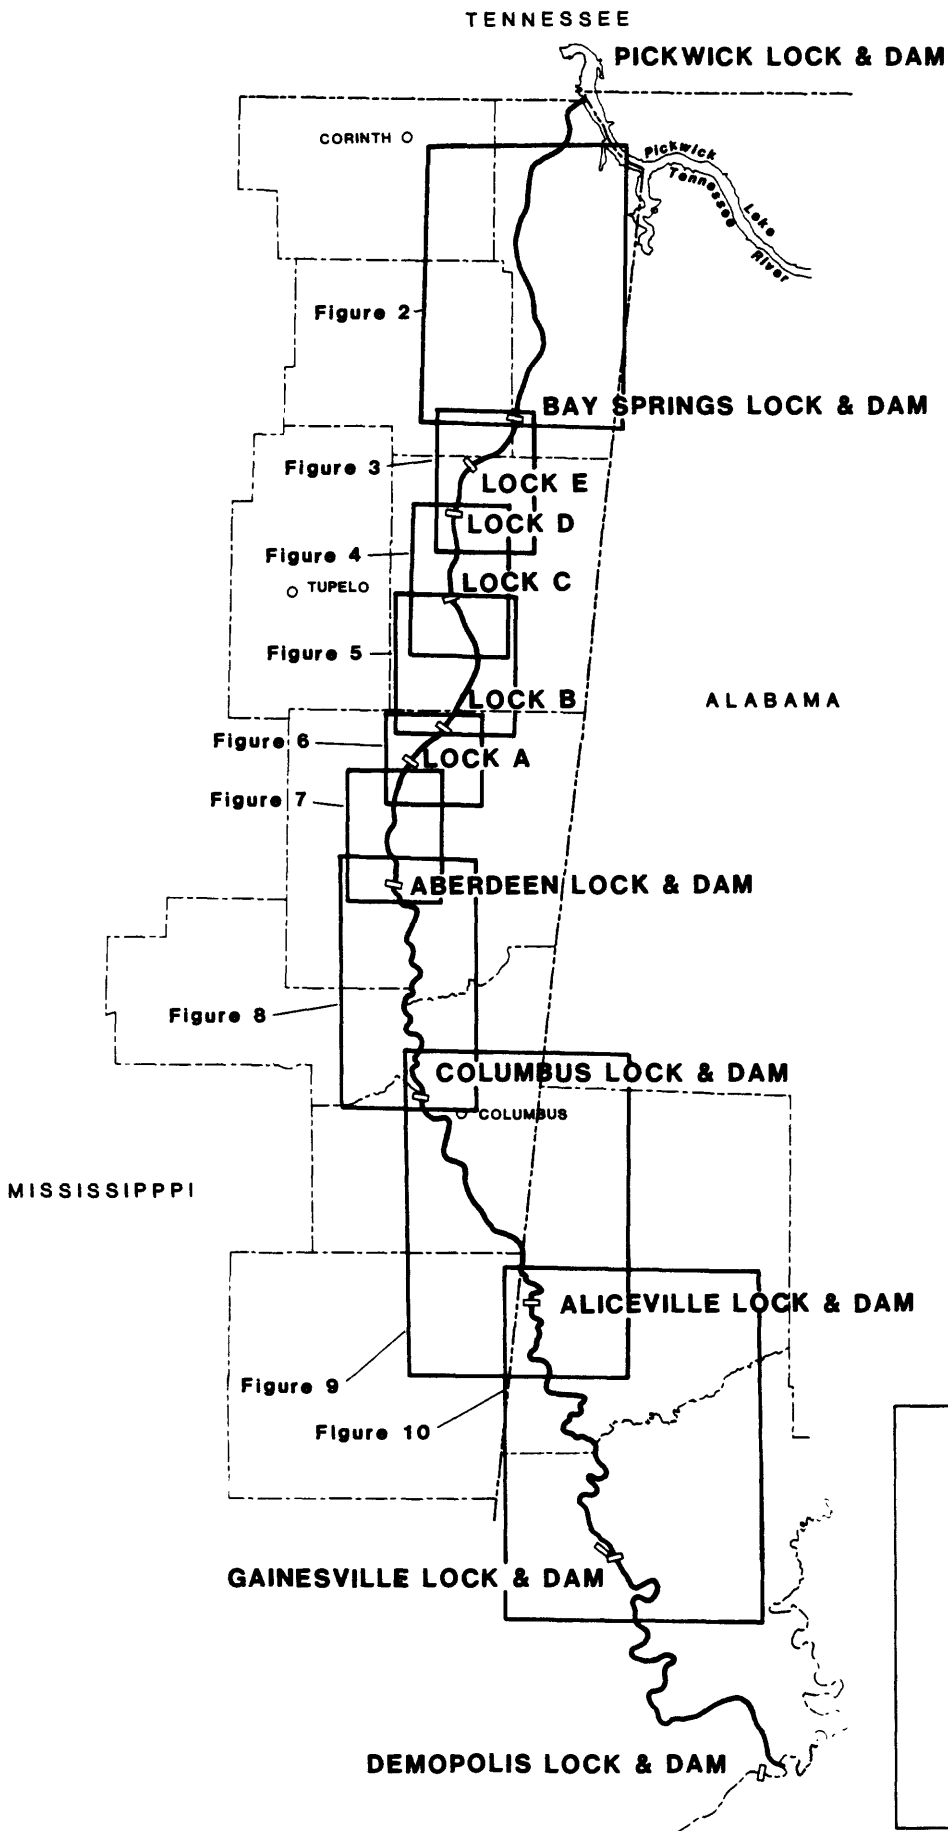 TENNESSEE
PICKWICK LOCK & DAM
CORINTH
Pickwick Lake
Tennessee River
Figure 2
BAY SPRINGS LOCK & DAM
Figure 3
LOCK E
LOCK D
Figure 4
LOCK C
TUPELO
Figure 5
LOCK B
ALABAMA
Figure 6
LOCK A
Figure 7
ABERDEEN LOCK & DAM
Figure 8
COLUMBUS LOCK & DAM
COLUMBUS
MISSISSIPPPI
ALICEVILLE LOCK & DAM
Figure 9
Figure 10
GAINESVILLE LOCK & DAM
DEMOPOLIS LOCK & DAM